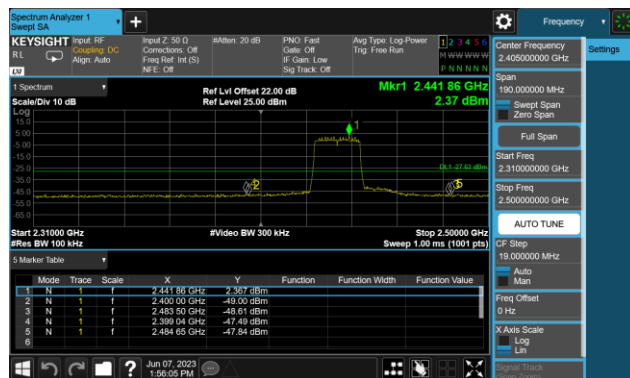 Spectrum Analyzer 1
Swept SA
Frequency
KEYSIGHT
R L
LM
Input: RF
Coupling: DC
Align: Auto
Input Z: 50 Ω
Corrections: Off
Freq Ref: Int (S)
NFE: Off
#Atten: 20 dB
PNO: Fast
Gate: Off
IF Gain: Low
Sig Track: Off
Avg Type: Log-Power
Trig: Free Run
1 2 3 4 5 6
M W W W W W
P N N N N N
Center Frequency
2.405000000 GHz
Settings
1 Spectrum
Scale/Div 10 dB
Ref Lvl Offset 22.00 dB
Ref Level 25.00 dBm
Mkr1 2.441 86 GHz
2.37 dBm
Log
15.0
5.00
-5.00
-15.0
-25.0
-35.0
-45.0
-55.0
-65.0
1
DL1 -27.63 dBm
2
Start 2.31000 GHz
#Res BW 100 kHz
#Video BW 300 kHz
Stop 2.50000 GHz
Sweep 1.00 ms (1001 pts)
Span
190.000000 MHz
Swept Span
Zero Span
Full Span
Start Freq
2.310000000 GHz
Stop Freq
2.500000000 GHz
AUTO TUNE
CF Step
19.000000 MHz
Auto
Man
Freq Offset
0 Hz
X Axis Scale
Log
Lin
Signal Track
(Span Zoom)
5 Marker Table
Mode Trace Scale X Y Function Function Width Function Value
1 N 1 f 2.441 86 GHz 2.367 dBm
2 N 1 f 2.400 00 GHz -49.00 dBm
3 N 1 f 2.483 50 GHz -48.61 dBm
4 N 1 f 2.399 04 GHz -47.49 dBm
5 N 1 f 2.484 65 GHz -47.84 dBm
6
?
Jun 07, 2023
1:56:05 PM